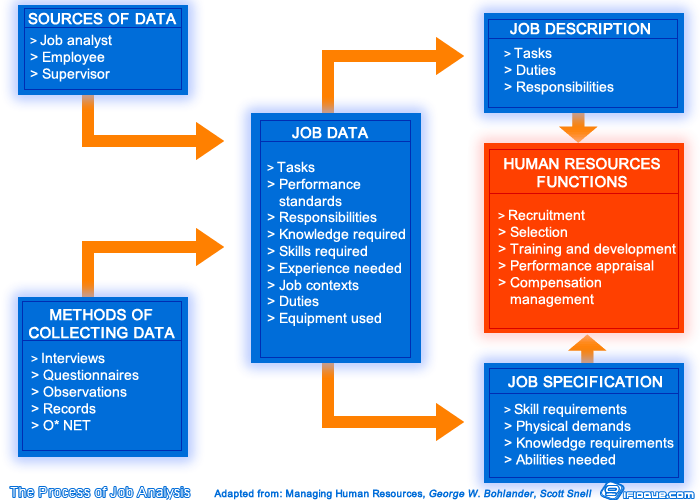 SOURCES OF DATA
> Job analyst
> Employee
> Supervisor
METHODS OF
COLLECTING DATA
> Interviews
> Questionnaires
> Observations
> Records
> O* NET
JOB DATA
> Tasks
> Performance
standards
> Responsibilities
> Knowledge required
> Skills required
> Experience needed
> Job contexts
> Duties
> Equipment used
JOB DESCRIPTION
> Tasks
> Duties
> Responsibilities
HUMAN RESOURCES
FUNCTIONS
> Recruitment
> Selection
> Training and development
> Performance appraisal
> Compensation
management
JOB SPECIFICATION
> Skill requirements
> Physical demands
> Knowledge requirements
> Abilities needed
The Process of Job Analysis
Adapted from: Managing Human Resources, George W. Bohlander, Scott Snell